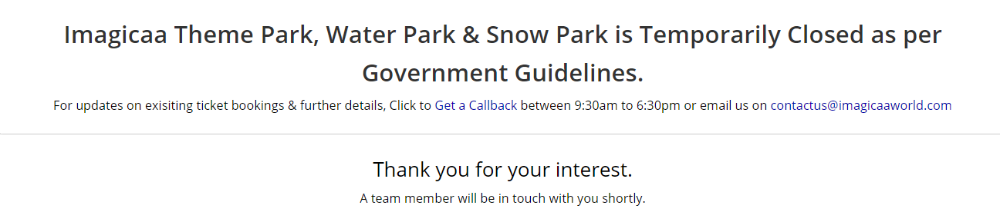 Imagicaa Theme Park, Water Park & Snow Park is Temporarily Closed as per
Government Guidelines.
For updates on exisiting ticket bookings & further details, Click to Get a Callback between 9:30am to 6:30pm or email us on contactus@imagicaaworld.com
Thank you for your interest.
A team member will be in touch with you shortly.